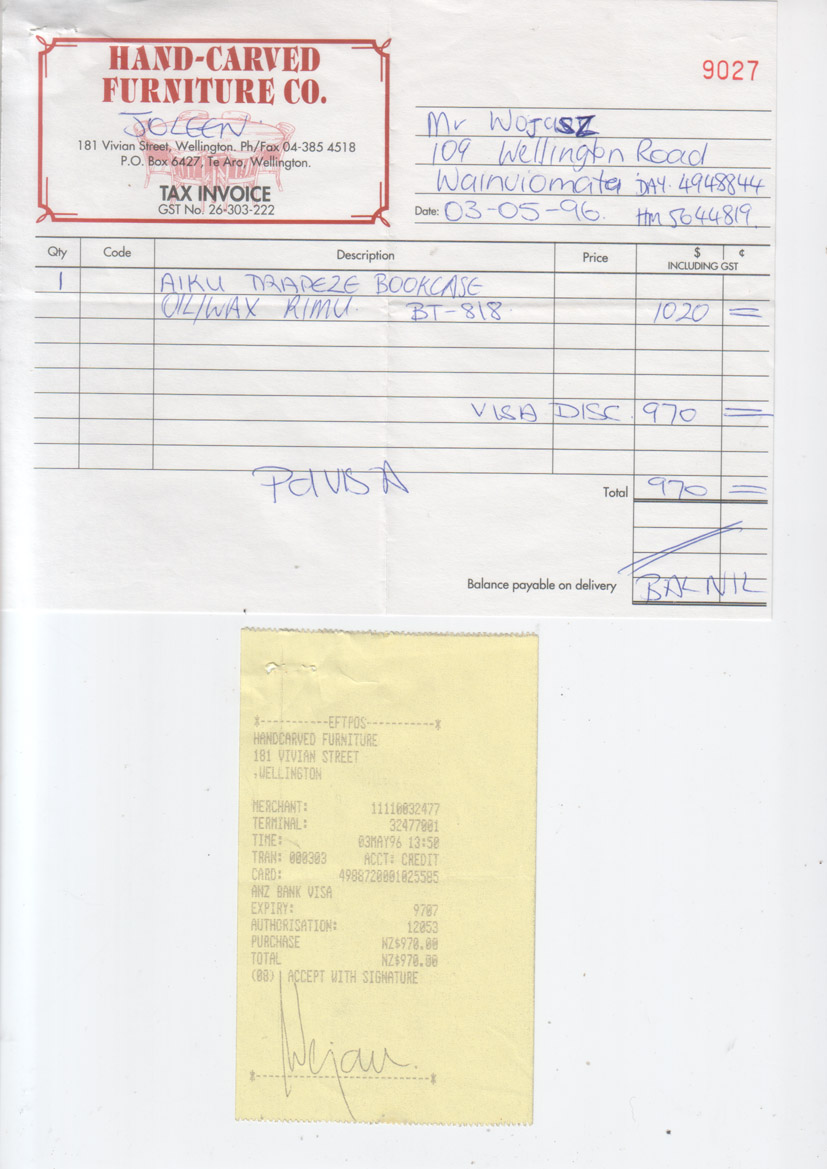 HAND-CARVED
FURNITURE CO.
JOLEEN
181 Vivian Street, Wellington. Ph/Fax 04-385 4518
P.O. Box 6427, Te Aro, Wellington.
TAX INVOICE
GST No. 26-303-222
9027
Mr Wojasz
109 Wellington Road
Wainuiomata DAY. 4948844
Date: 03-05-96. HM 5644819.
Qty Code Description Price $ ¢
INCLUDING GST
1 AIKU TRAPEZE BOOKCASE
OIL/WAX RIMU. BT-818. 1020 =
VISA DISC. 970 =
Pd VISA
Total 970 =
Balance payable on delivery BAL NIL
*----------EFTPOS----------*
HANDCARVED FURNITURE
181 VIVIAN STREET
,WELLINGTON
MERCHANT: 11110032477
TERMINAL: 32477001
TIME: 03MAY96 13:50
TRAN: 000303 ACCT: CREDIT
CARD: 4988720001025585
ANZ BANK VISA
EXPIRY: 9707
AUTHORISATION: 12053
PURCHASE NZ$970.00
TOTAL NZ$970.00
(08) ACCEPT WITH SIGNATURE
*--------------------------*